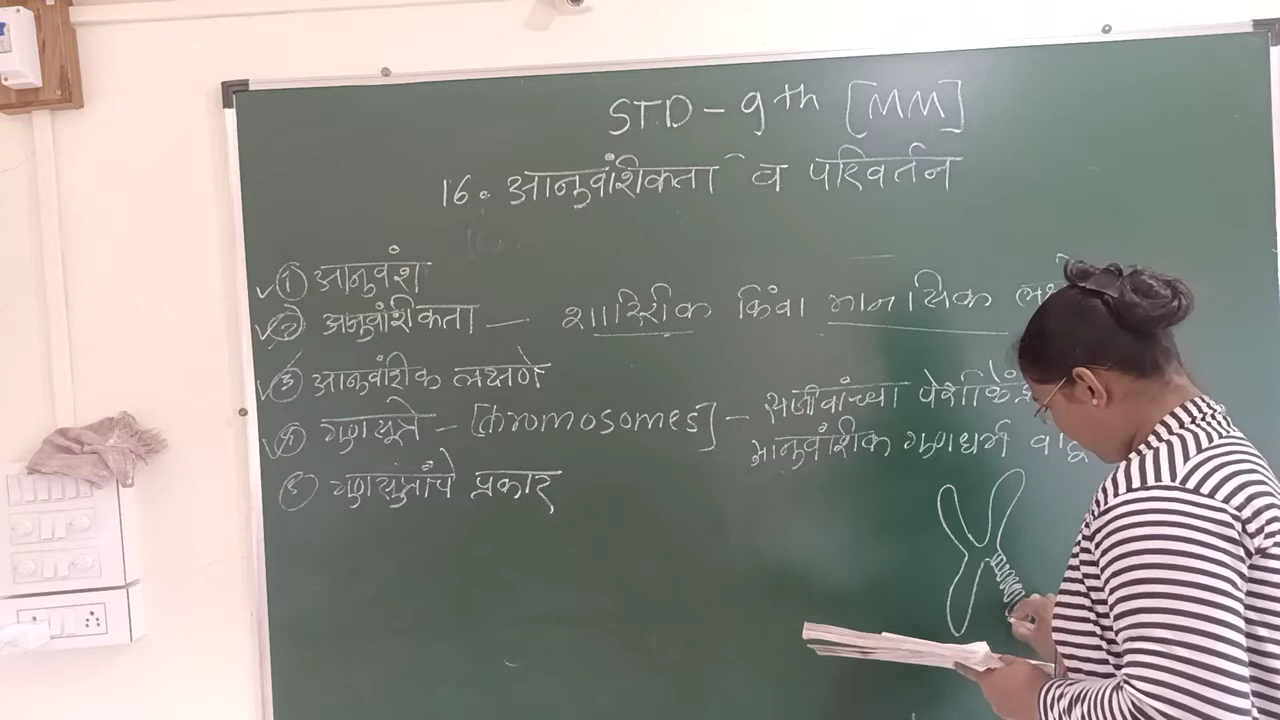 STD - 9th [MM]
16. आनुवांशिकता व परिवर्तन
① आनुवंश
② अनुवांशीकता — शारिरीक किंवा मानसिक
③ आनुवांशीक लक्षणे
④ गुणसूत्रे - [Chromosomes] - सजीवांच्या
आनुवांशीक गुणधर्म
⑤ गुणसुत्रांचे प्रकार